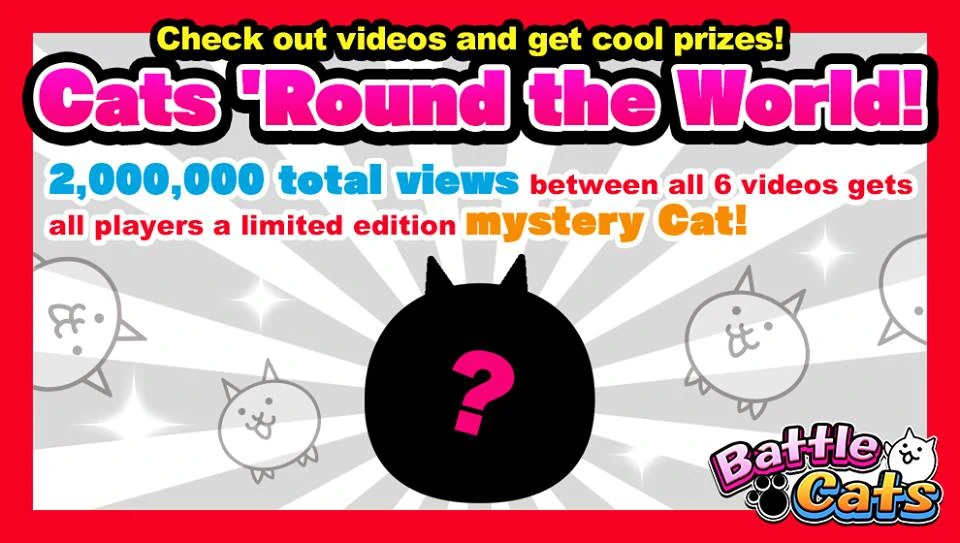 Check out videos and get cool prizes!
Cats 'Round the World!
2,000,000 total views between all 6 videos gets
all players a limited edition mystery Cat!
?
Battle
Cats